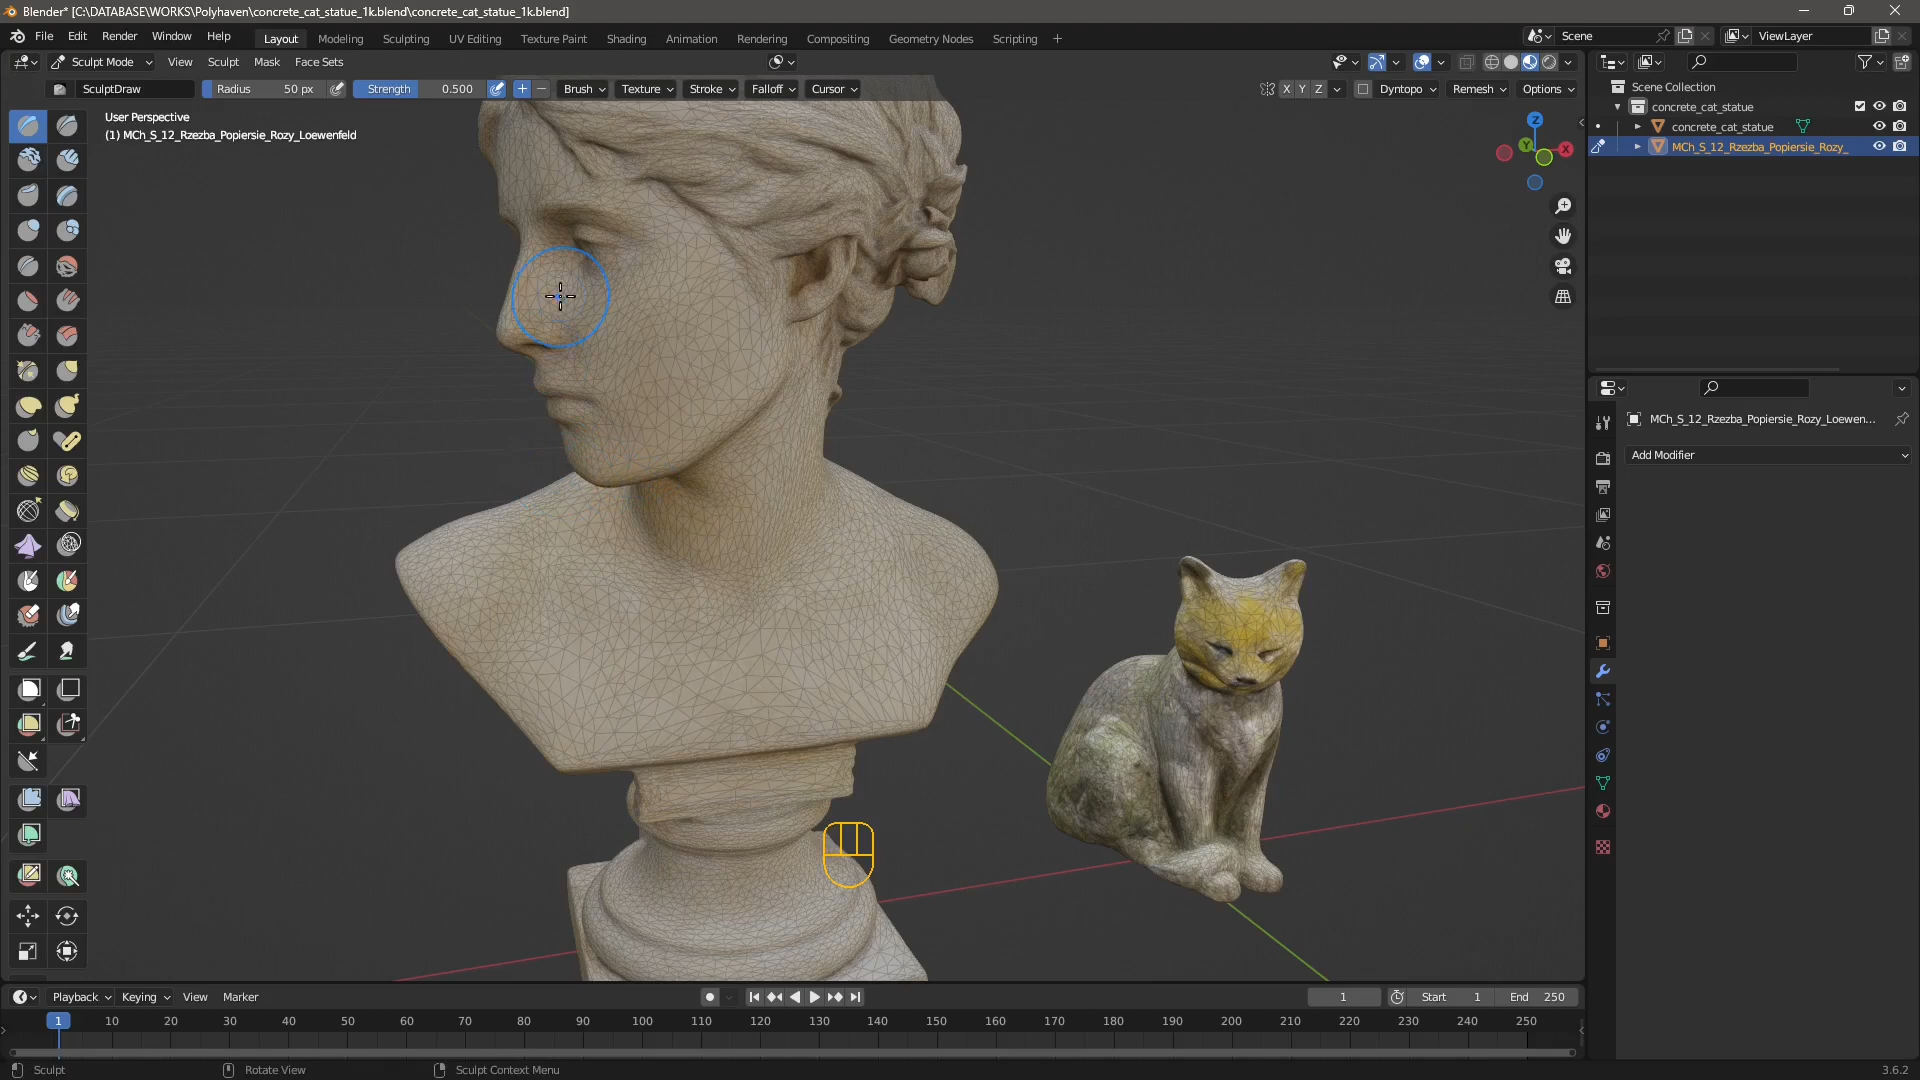 Blender* [C:\DATABASE\WORKS\Polyhaven\concrete_cat_statue_1k.blend\concrete_cat_statue_1k.blend]
File Edit Render Window Help Layout Modeling Sculpting UV Editing Texture Paint Shading Animation Rendering Compositing Geometry Nodes Scripting + Scene ViewLayer
Sculpt Mode View Sculpt Mask Face Sets
SculptDraw Radius 50 px Strength 0.500 + − Brush Texture Stroke Falloff Cursor X Y Z Dyntopo Remesh Options
User Perspective
(1) MCh_S_12_Rzezba_Popiersie_Rozy_Loewenfeld
Z
Y
X
Scene Collection
concrete_cat_statue
concrete_cat_statue
MCh_S_12_Rzezba_Popiersie_Rozy_
MCh_S_12_Rzezba_Popiersie_Rozy_Loewen...
Add Modifier
Playback Keying View Marker 1 Start 1 End 250
1 10 20 30 40 50 60 70 80 90 100 110 120 130 140 150 160 170 180 190 200 210 220 230 240 250
Sculpt Rotate View Sculpt Context Menu 3.6.2